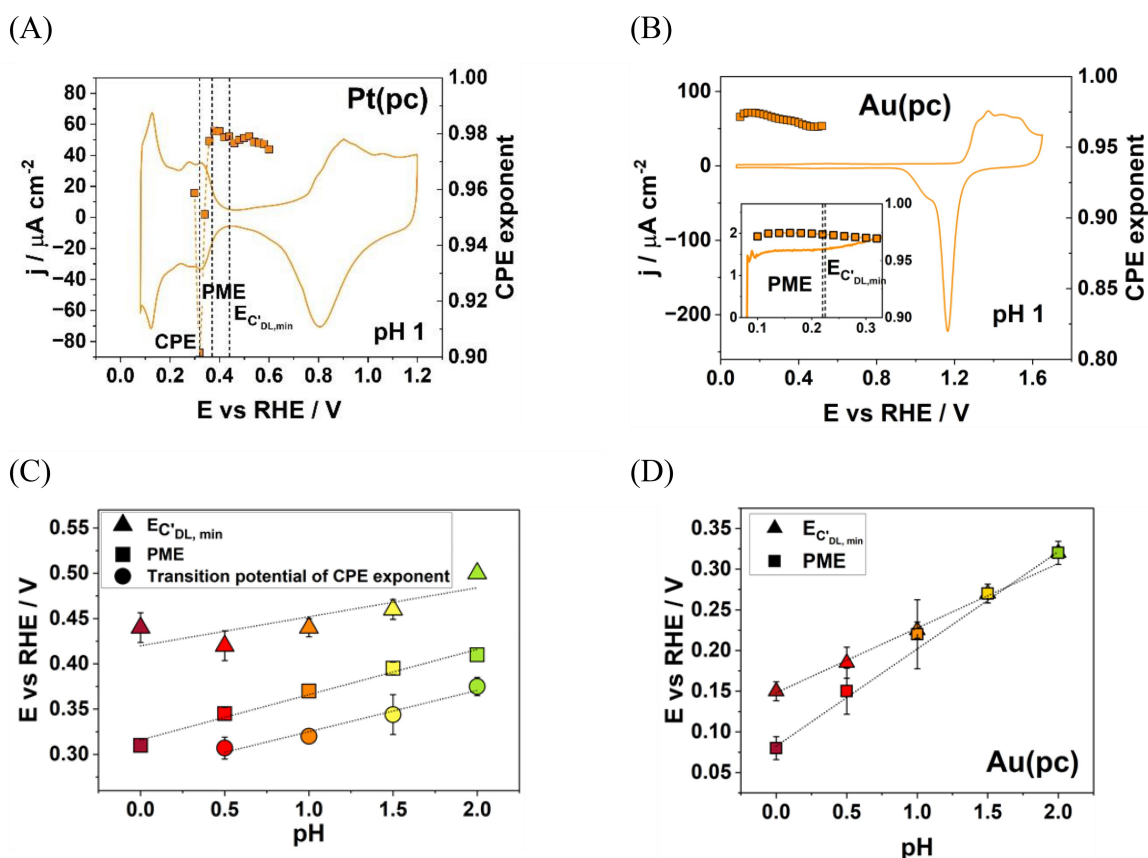 (A)
80
60
40
20
0
−20
−40
−60
−80
j / µA cm⁻²
Pt(pc)
PME
E_C'DL,min
CPE
pH 1
1.00
0.98
0.96
0.94
0.92
0.90
CPE exponent
0.0 0.2 0.4 0.6 0.8 1.0 1.2
E vs RHE / V
(B)
100
50
0
−50
−100
−150
−200
j / µA cm⁻²
Au(pc)
2
1
0
PME
E_C'DL,min
1.00
0.95
0.90
0.1 0.2 0.3
pH 1
1.00
0.95
0.90
0.85
0.80
CPE exponent
0.0 0.4 0.8 1.2 1.6
E vs RHE / V
(C)
E_C'DL, min
PME
Transition potential of CPE exponent
0.55
0.50
0.45
0.40
0.35
0.30
E vs RHE / V
0.0 0.5 1.0 1.5 2.0
pH
(D)
E_C'DL, min
PME
0.35
0.30
0.25
0.20
0.15
0.10
0.05
E vs RHE / V
Au(pc)
0.0 0.5 1.0 1.5 2.0
pH